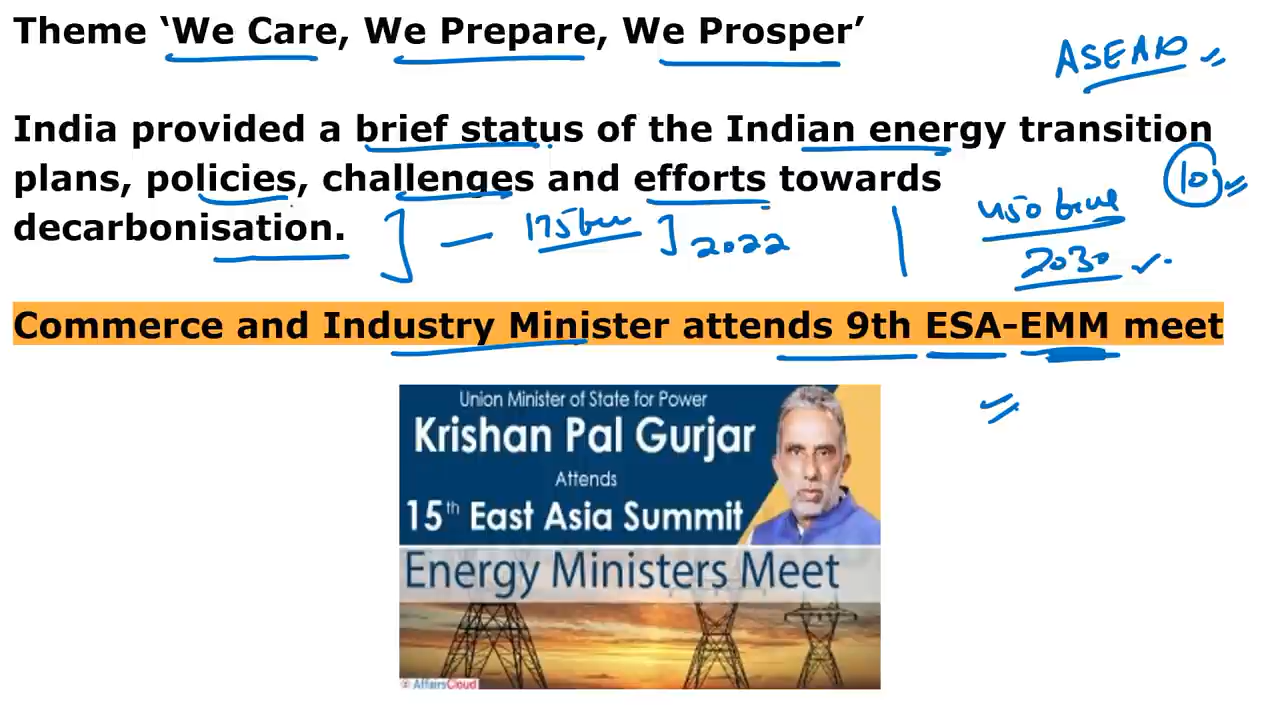 Theme ‘We Care, We Prepare, We Prosper’
ASEAN
India provided a brief status of the Indian energy transition
plans, policies, challenges and efforts towards
10
decarbonisation.
175
2022
450
2030
Commerce and Industry Minister attends 9th ESA-EMM meet
Union Minister of State for Power
Krishan Pal Gurjar
Attends
15th East Asia Summit
Energy Ministers Meet
AffairsCloud